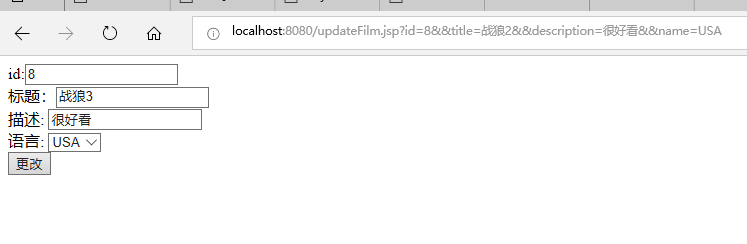 localhost:8080/updateFilm.jsp?id=8&&title=战狼2&&description=很好看&&name=USA
id:8
标题：战狼3
描述: 很好看
语言: USA
更改